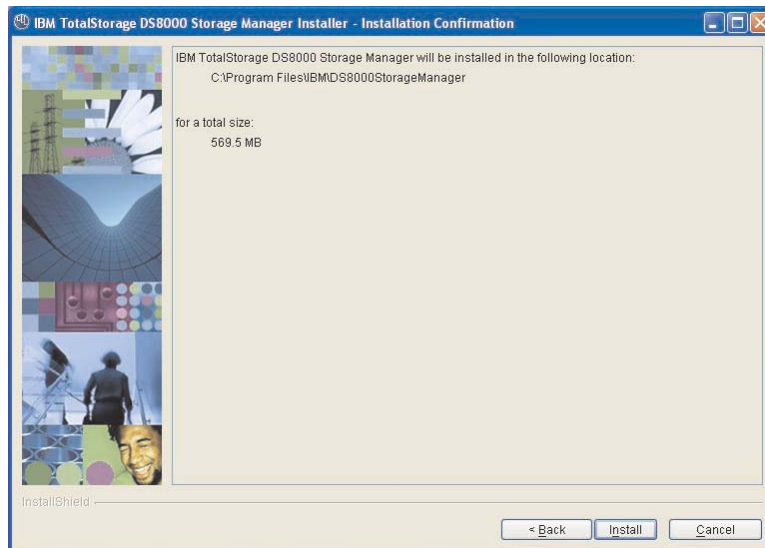 IBM TotalStorage DS8000 Storage Manager Installer - Installation Confirmation
IBM TotalStorage DS8000 Storage Manager will be installed in the following location:
C:\Program Files\IBM\DS8000StorageManager
for a total size:
569.5 MB
InstallShield
< Back
Install
Cancel